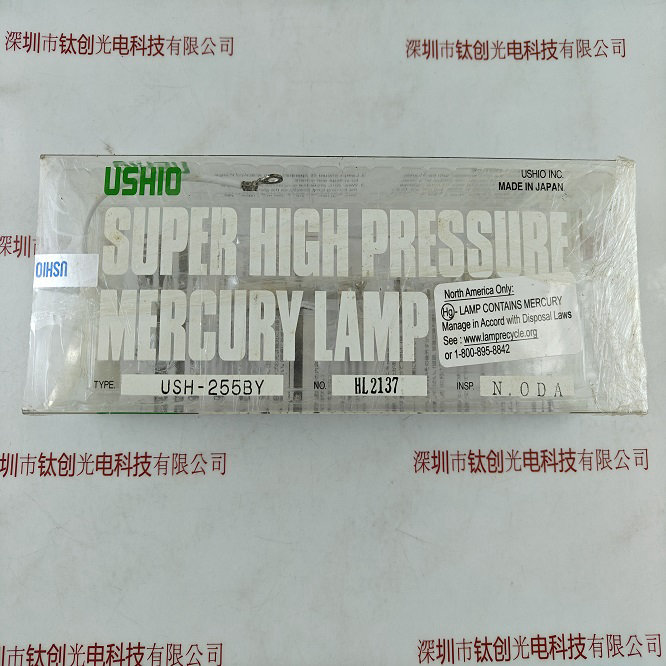 深圳市钛创光电科技有限公司
深圳市钛创光电科技有限公司
USHIO
USHIO INC.
MADE IN JAPAN
SUPER HIGH PRESSURE
MERCURY LAMP
USHIO
North America Only:
Hg - LAMP CONTAINS MERCURY
Manage in Accord with Disposal Laws
See : www.lamprecycle.org
or 1-800-895-8842
TYPE. USH-255BY NO. HL2137 INSP. N.ODA
深圳市钛创光电科技有限公司
深圳市钛创光电科技有限公司
深圳市钛创光电科技有限公司
深圳市钛创光电科技有限公司